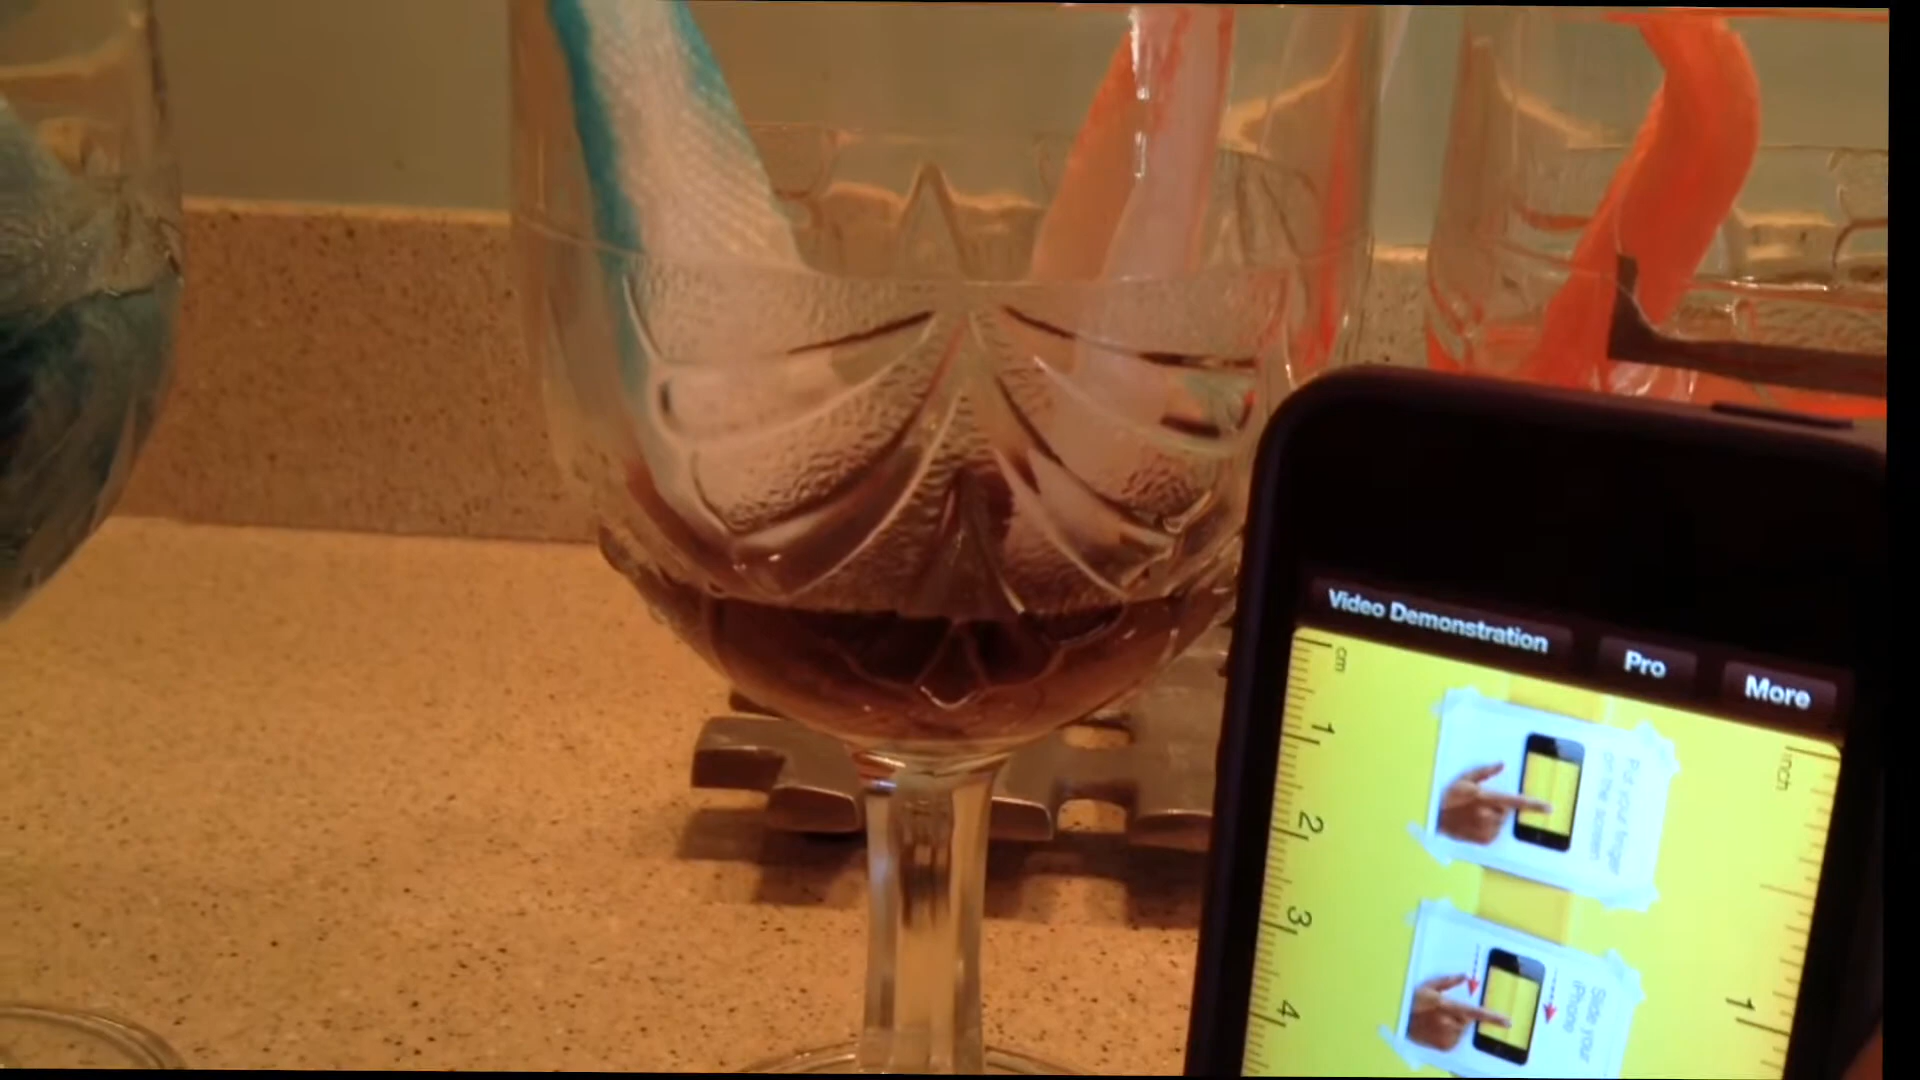 Video Demonstration
Pro
More
cm
inch
1
2
3
4
1
Put your finger
on the screen
Slide your
iPhone